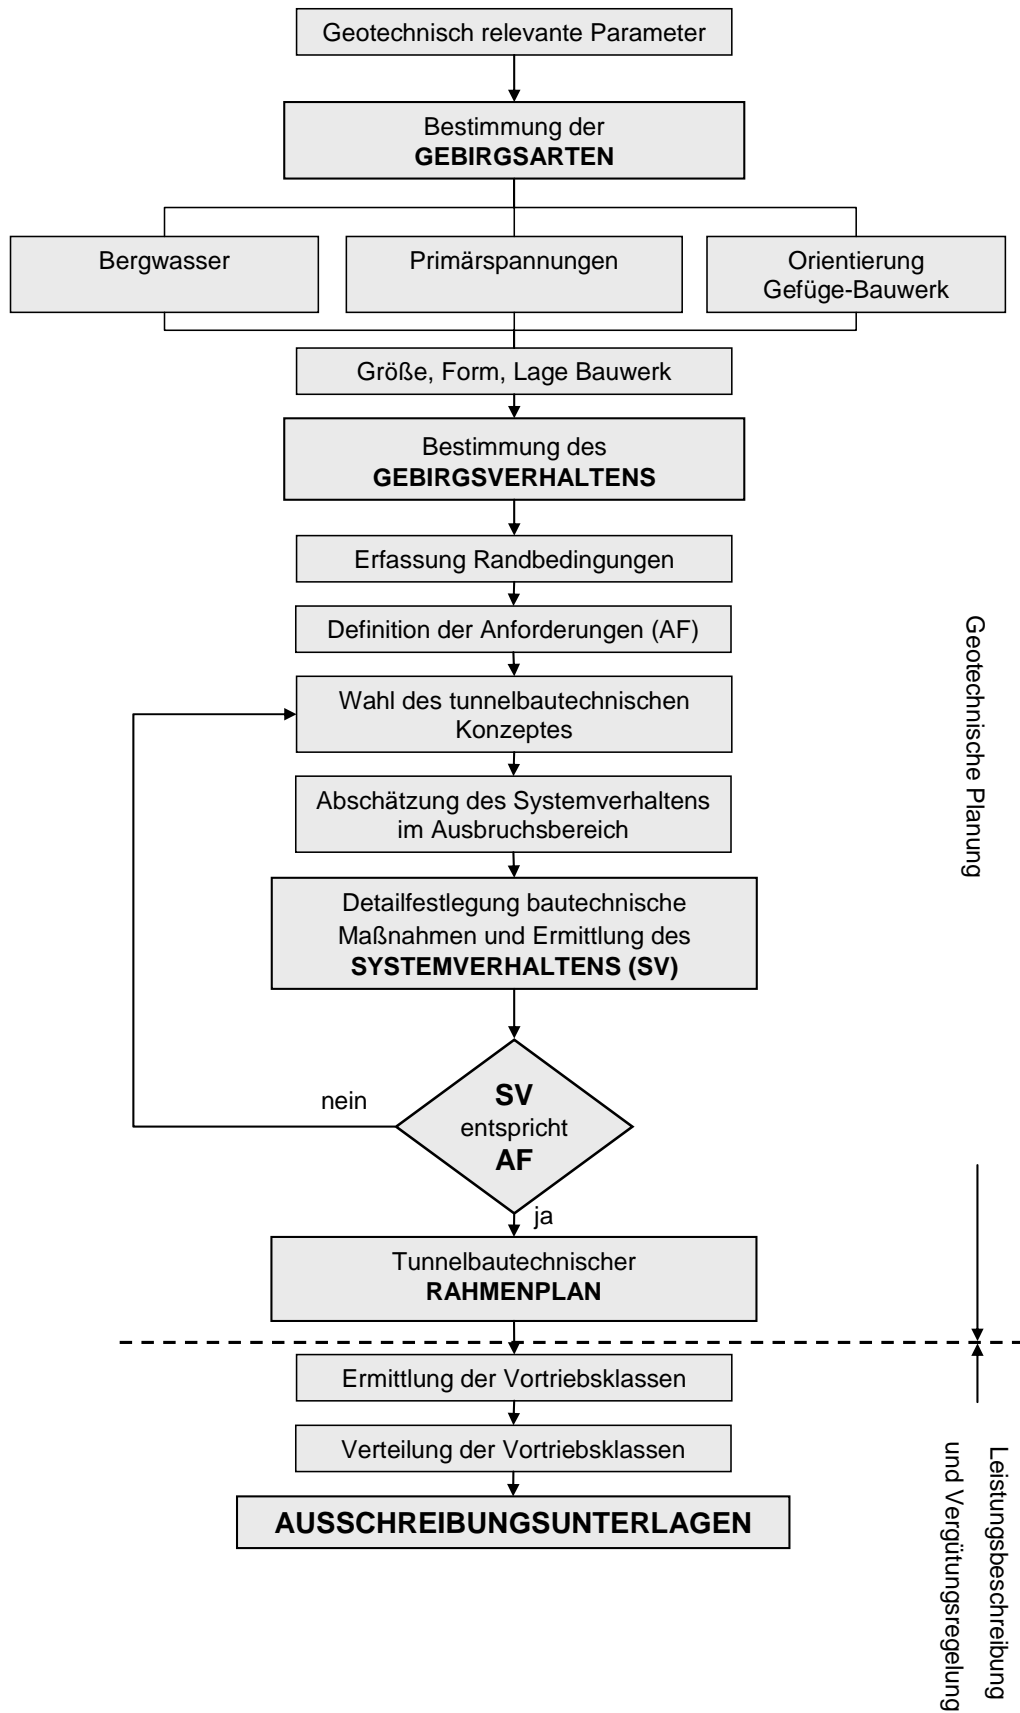 Geotechnisch relevante Parameter
Bestimmung der
GEBIRGSARTEN
Bergwasser
Primärspannungen
Orientierung
Gefüge-Bauwerk
Größe, Form, Lage Bauwerk
Bestimmung des
GEBIRGSVERHALTENS
Erfassung Randbedingungen
Definition der Anforderungen (AF)
Wahl des tunnelbautechnischen
Konzeptes
Abschätzung des Systemverhaltens
im Ausbruchsbereich
Detailfestlegung bautechnische
Maßnahmen und Ermittlung des
SYSTEMVERHALTENS (SV)
SV
entspricht
AF
nein
ja
Tunnelbautechnischer
RAHMENPLAN
Geotechnische Planung
Ermittlung der Vortriebsklassen
Verteilung der Vortriebsklassen
AUSSCHREIBUNGSUNTERLAGEN
Leistungsbeschreibung
und Vergütungsregelung